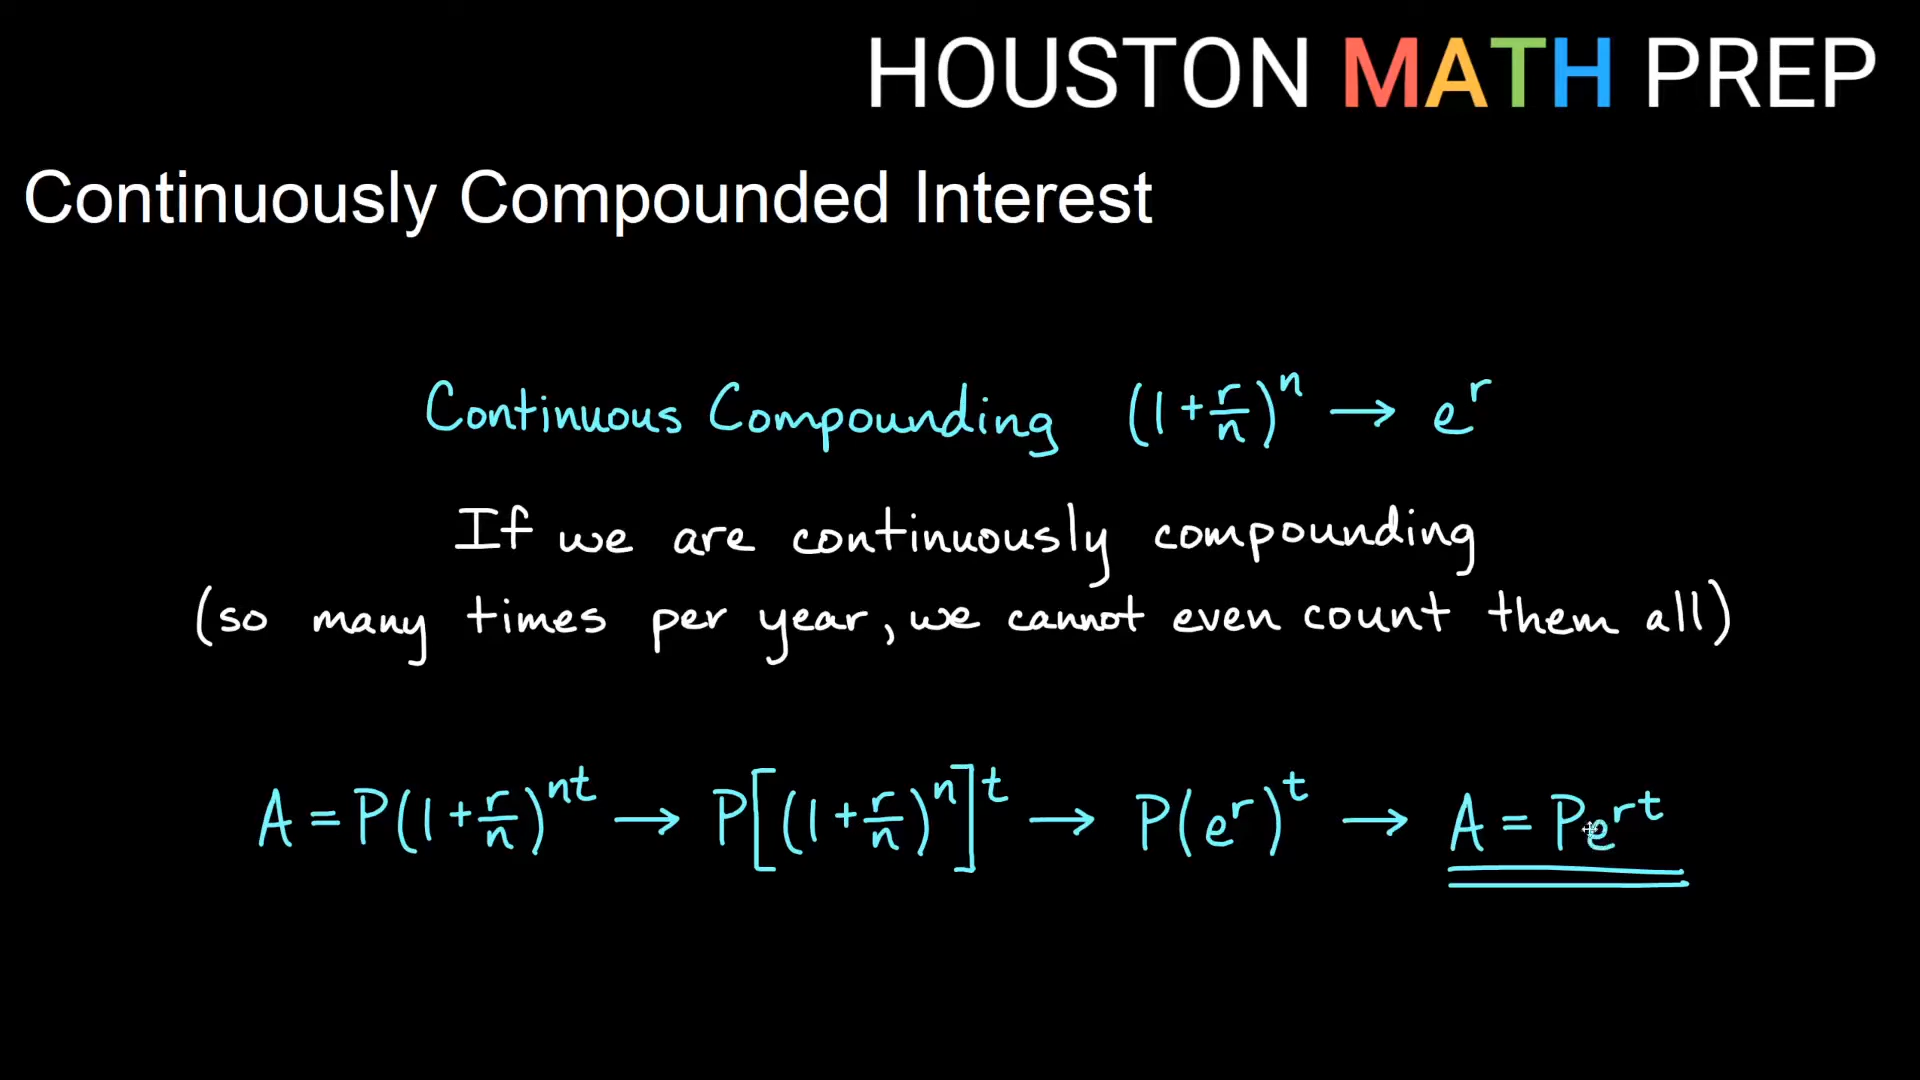 HOUSTON MATH PREP
Continuously Compounded Interest
Continuous Compounding (1+r/n)^n → e^r
If we are continuously compounding
(so many times per year, we cannot even count them all)
A = P(1+r/n)^nt → P[(1+r/n)^n]^t → P(e^r)^t → A = Pe^rt